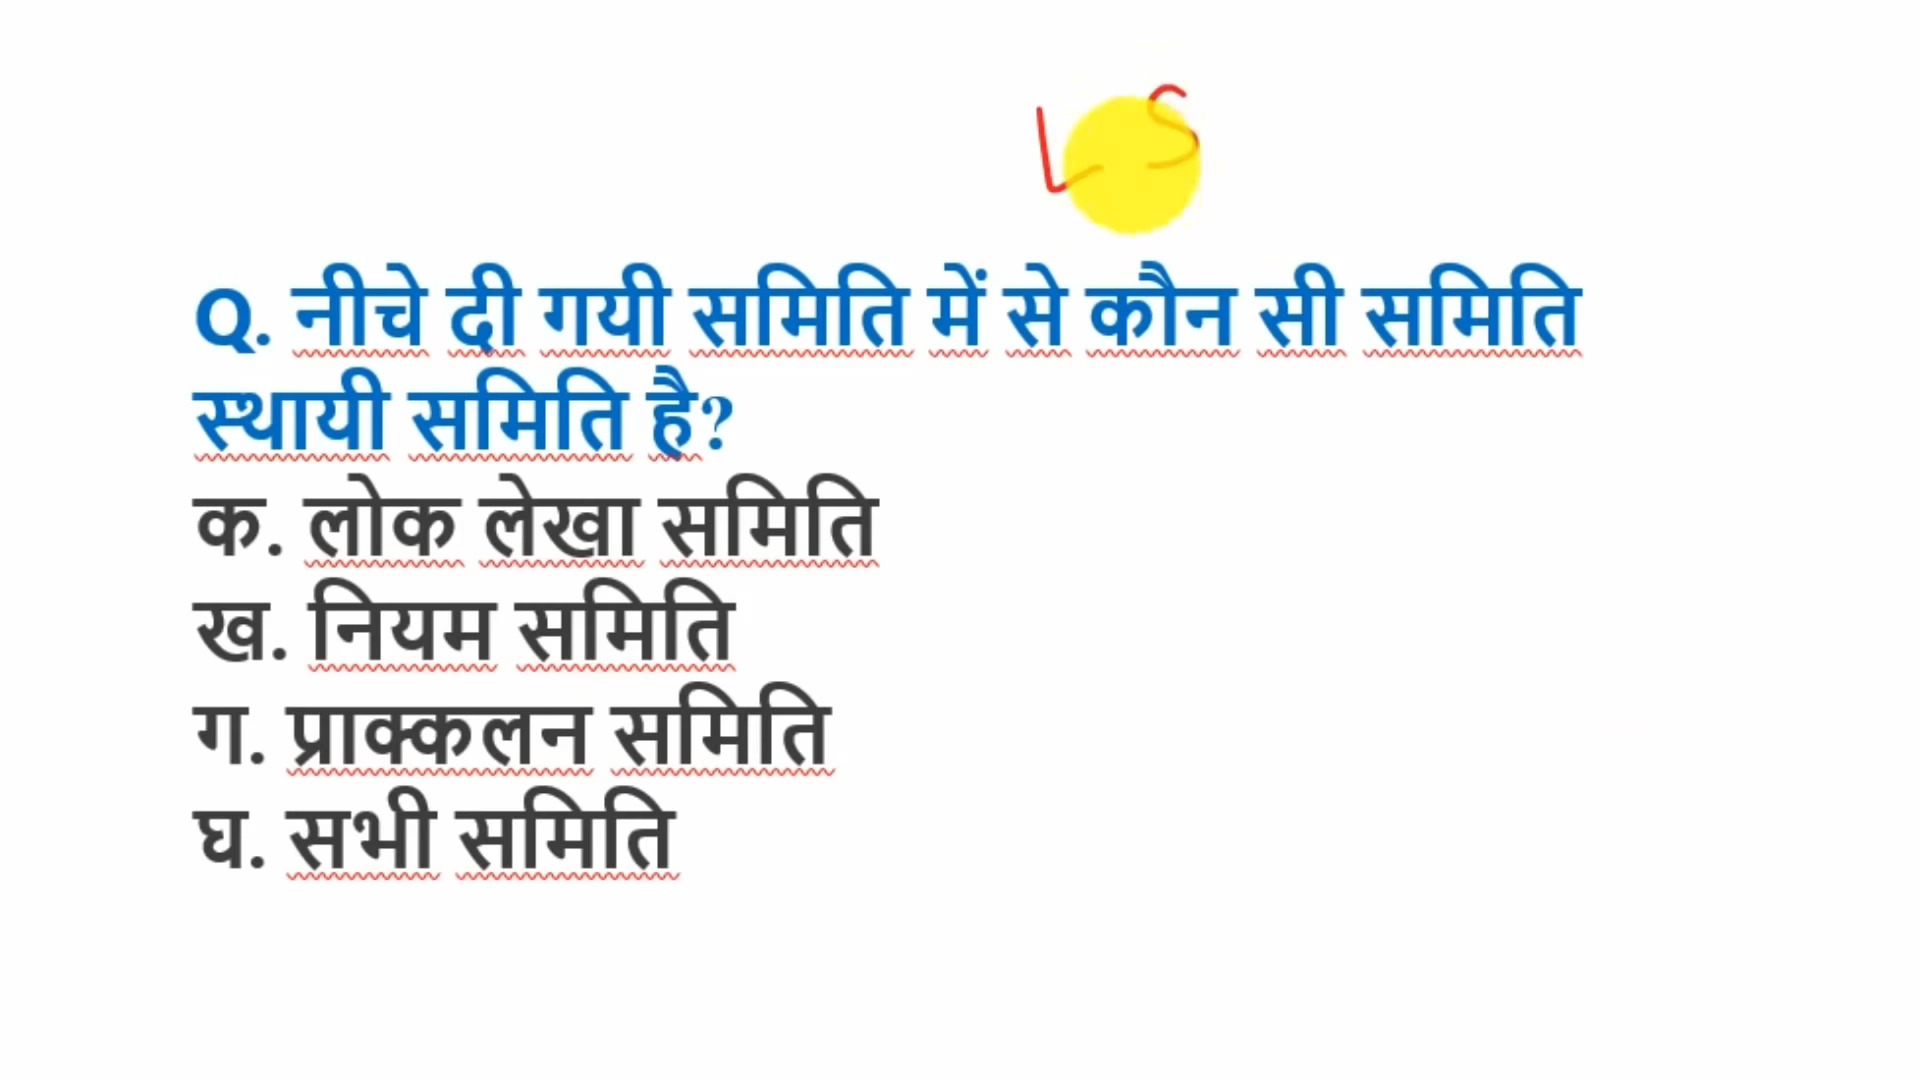 L S
Q. नीचे दी गयी समिति में से कौन सी समिति
स्थायी समिति है?
क. लोक लेखा समिति
ख. नियम समिति
ग. प्राक्कलन समिति
घ. सभी समिति